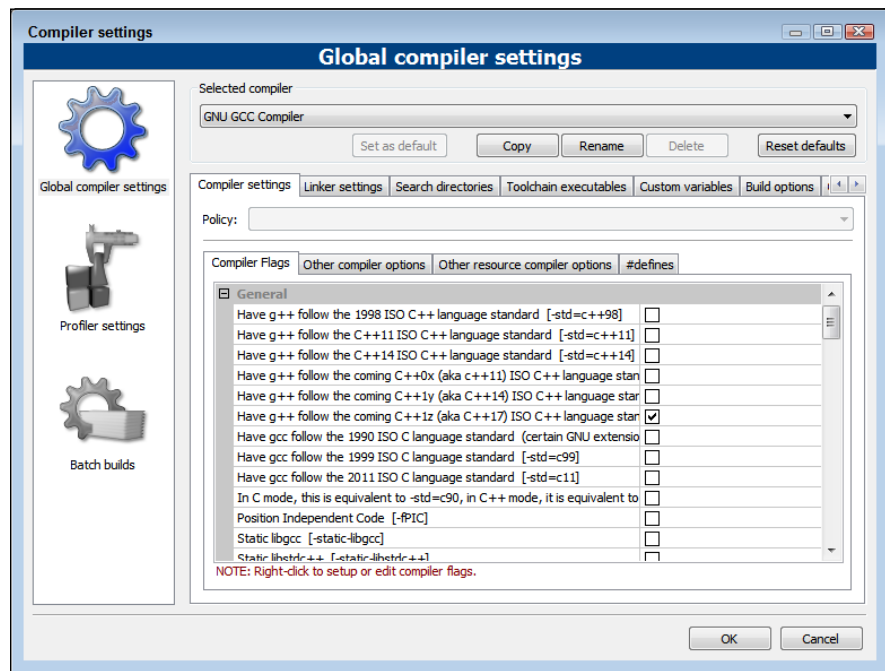 Compiler settings
Global compiler settings
Selected compiler
GNU GCC Compiler
Set as default
Copy
Rename
Delete
Reset defaults
Global compiler settings
Profiler settings
Batch builds
Compiler settings
Linker settings
Search directories
Toolchain executables
Custom variables
Build options
Policy:
Compiler Flags
Other compiler options
Other resource compiler options
#defines
General
Have g++ follow the 1998 ISO C++ language standard [-std=c++98]
Have g++ follow the C++11 ISO C++ language standard [-std=c++11]
Have g++ follow the C++14 ISO C++ language standard [-std=c++14]
Have g++ follow the coming C++0x (aka c++11) ISO C++ language stan
Have g++ follow the coming C++1y (aka C++14) ISO C++ language star
Have g++ follow the coming C++1z (aka C++17) ISO C++ language stan
Have gcc follow the 1990 ISO C language standard (certain GNU extensio
Have gcc follow the 1999 ISO C language standard [-std=c99]
Have gcc follow the 2011 ISO C language standard [-std=c11]
In C mode, this is equivalent to -std=c90, in C++ mode, it is equivalent to
Position Independent Code [-fPIC]
Static libgcc [-static-libgcc]
Static libstdc++ [-static-libstdc++]
NOTE: Right-click to setup or edit compiler flags.
OK
Cancel